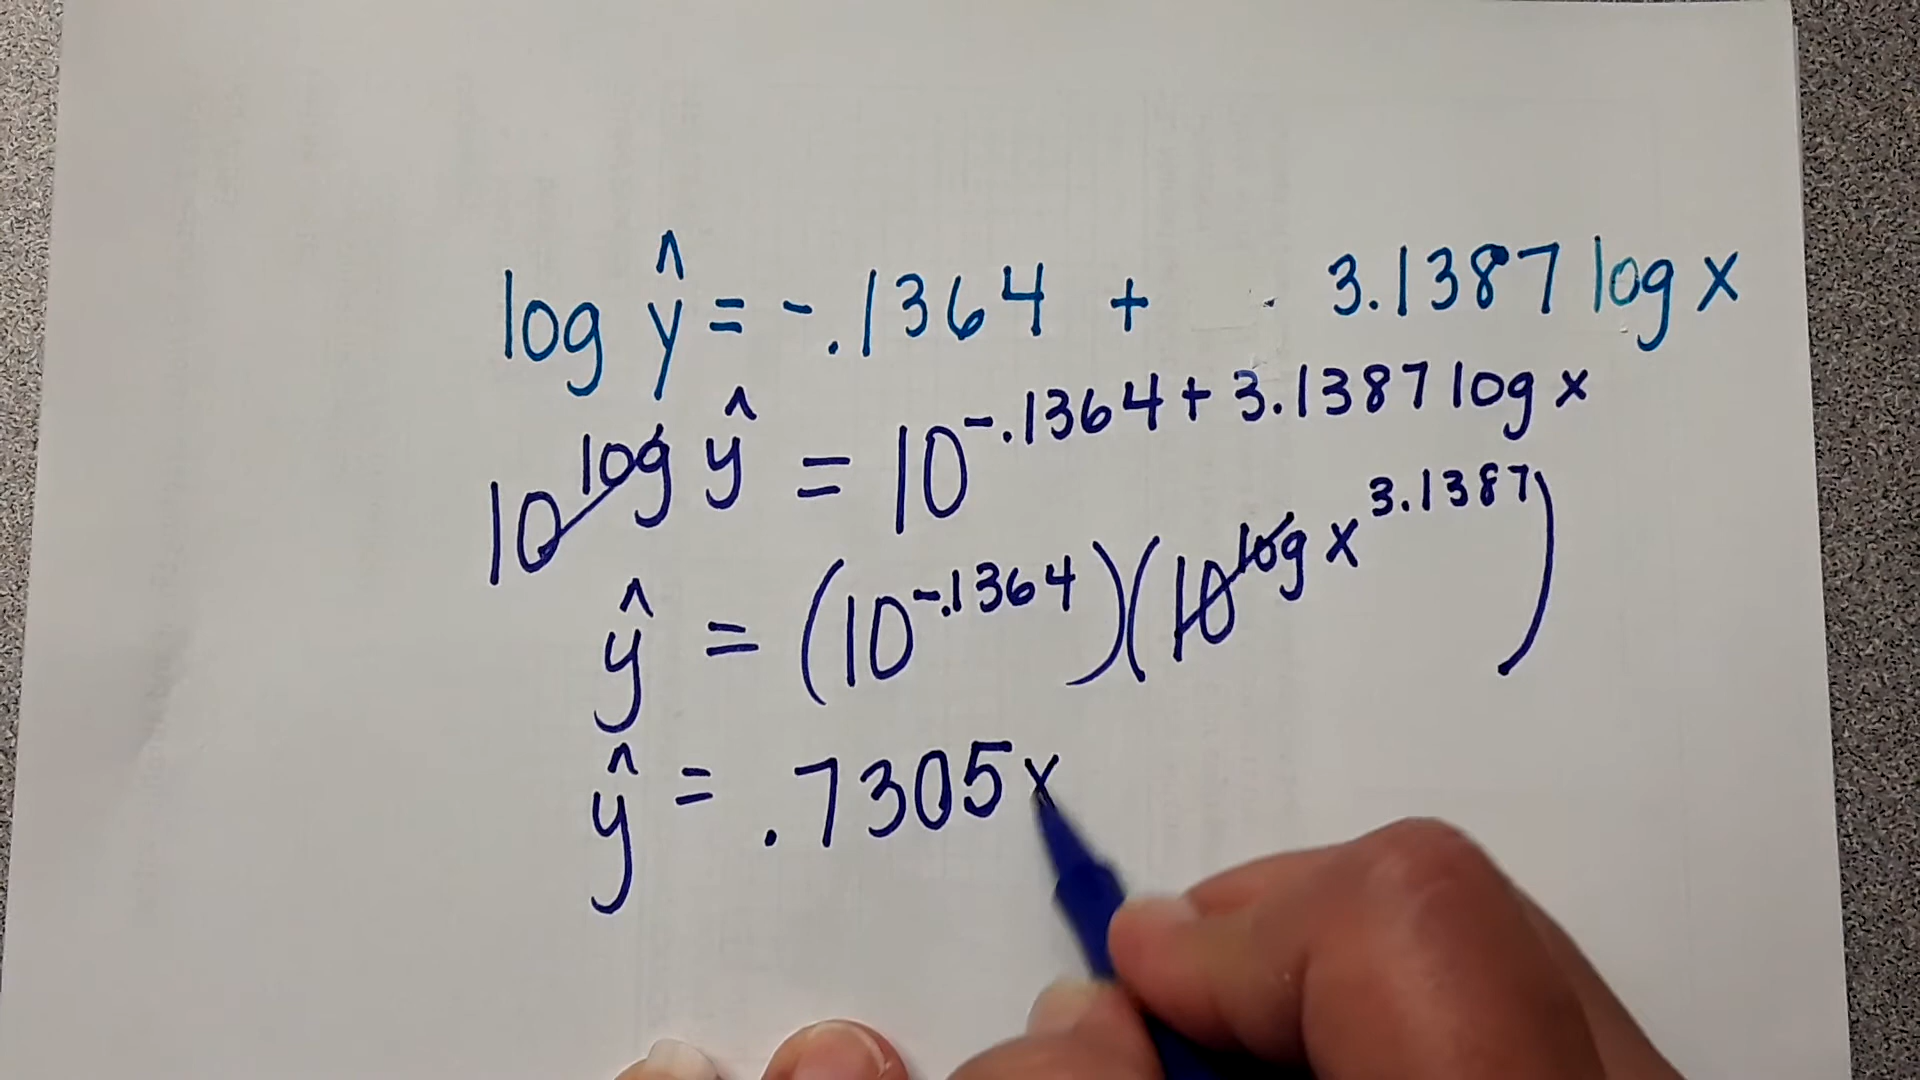 log ŷ = -.1364 + 3.1387 log x
10^log ŷ = 10^-.1364 + 3.1387 log x
ŷ = (10^-.1364)(10^log x^3.1387)
ŷ = .7305x